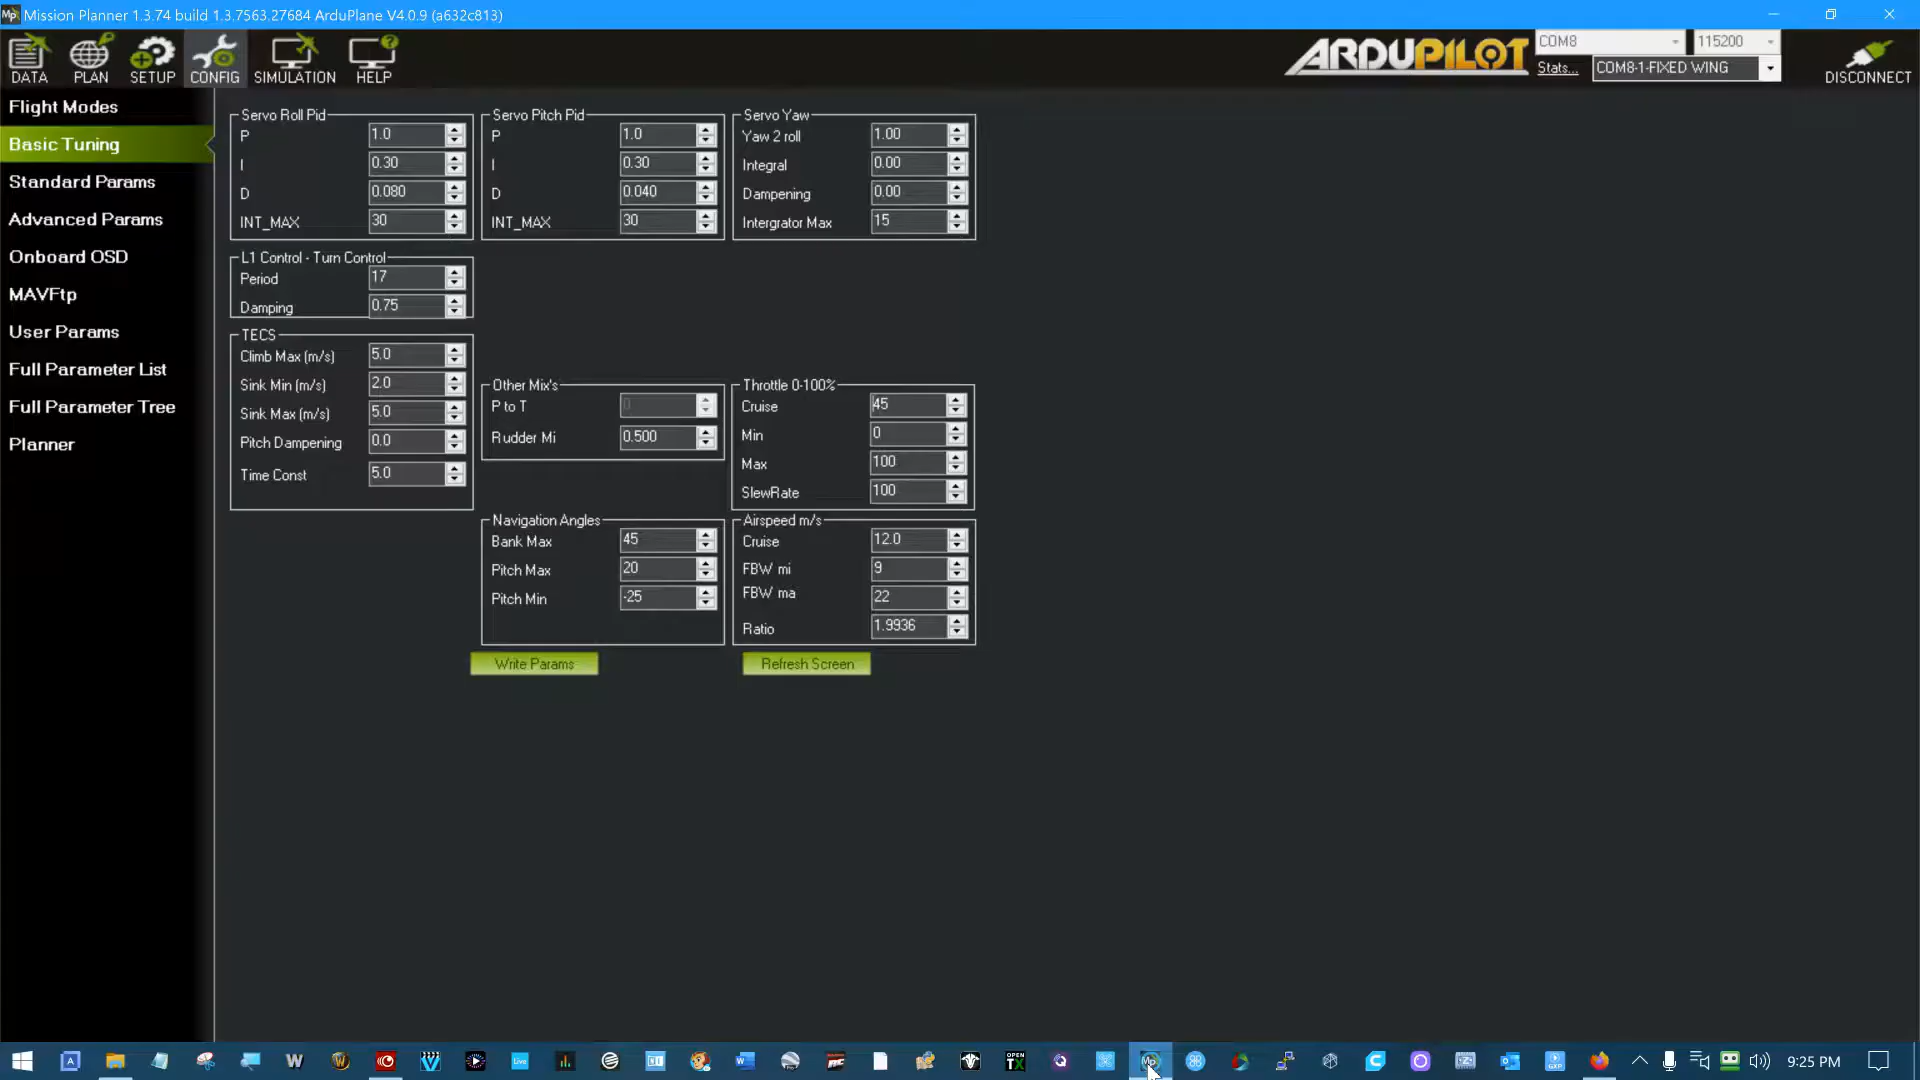 Mission Planner 1.3.74 build 1.3.7563.27684 ArduPlane V4.0.9 (a632c813)
DATA PLAN SETUP CONFIG SIMULATION HELP
ARDUPILOT
COM8 115200
Stats... COM8-1-FIXED WING
DISCONNECT
Flight Modes
Basic Tuning
Standard Params
Advanced Params
Onboard OSD
MAVFtp
User Params
Full Parameter List
Full Parameter Tree
Planner
Servo Roll Pid
P 1.0
I 0.30
D 0.080
INT_MAX 30
Servo Pitch Pid
P 1.0
I 0.30
D 0.040
INT_MAX 30
Servo Yaw
Yaw 2 roll 1.00
Integral 0.00
Dampening 0.00
Intergrator Max 15
L1 Control - Turn Control
Period 17
Damping 0.75
TECS
Climb Max (m/s) 5.0
Sink Min (m/s) 2.0
Sink Max (m/s) 5.0
Pitch Dampening 0.0
Time Const 5.0
Other Mix's
P to T 0
Rudder Mi 0.500
Throttle 0-100%
Cruise 45
Min 0
Max 100
SlewRate 100
Navigation Angles
Bank Max 45
Pitch Max 20
Pitch Min -25
Airspeed m/s
Cruise 12.0
FBW mi 9
FBW ma 22
Ratio 1.9936
Write Params
Refresh Screen
9:25 PM